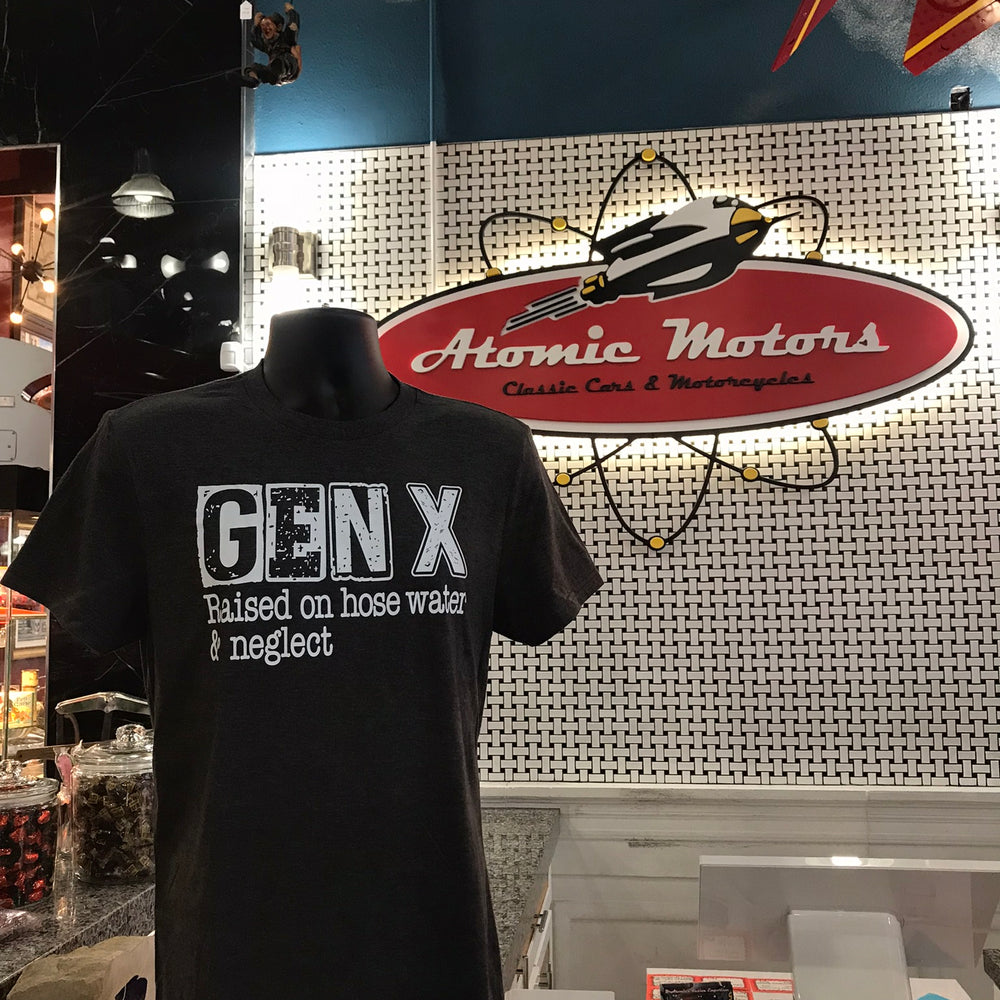 Atomic Motors
Classic Cars & Motorcycles
GEN X
Raised on hose water
& neglect